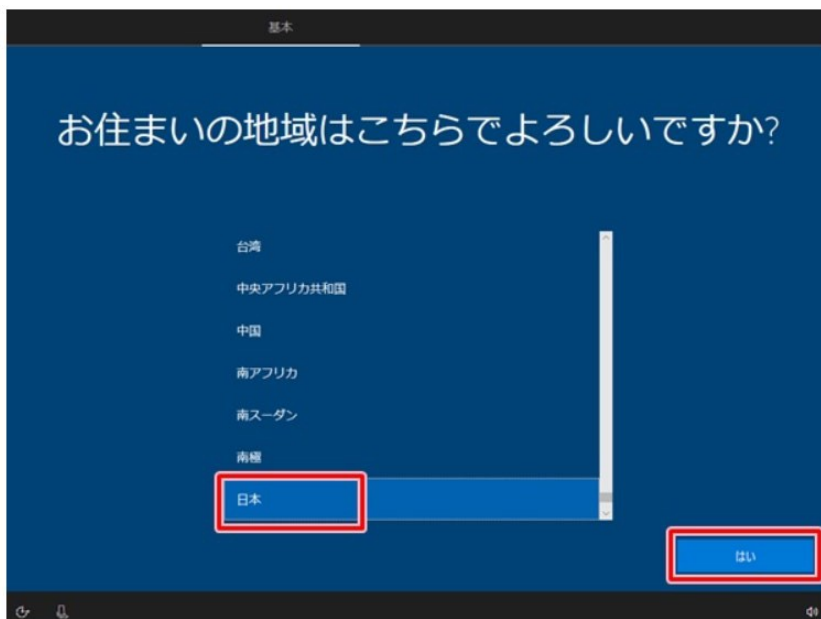 基本
お住まいの地域はこちらでよろしいですか?
台湾
中央アフリカ共和国
中国
南アフリカ
南スーダン
南極
日本
はい